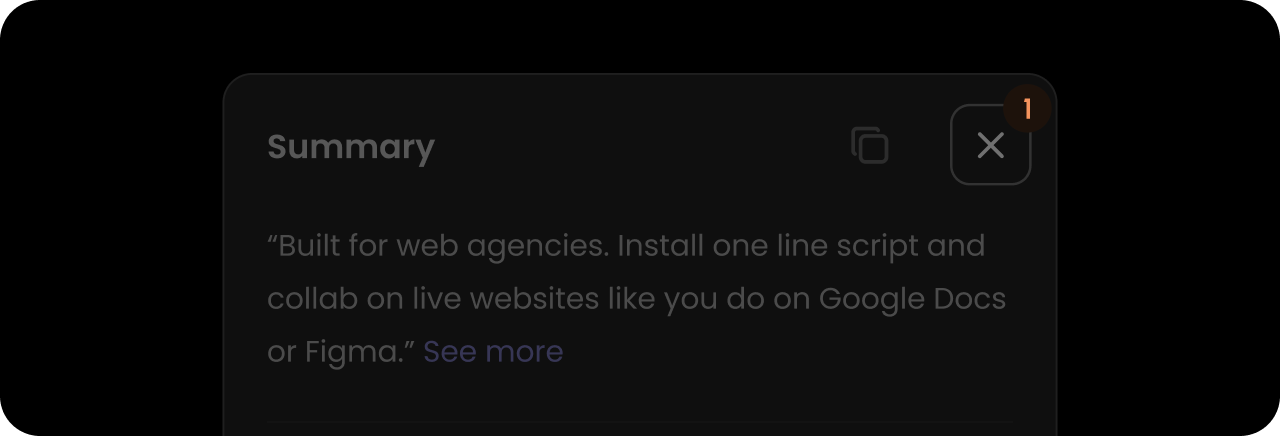 1
Summary
“Built for web agencies. Install one line script and
collab on live websites like you do on Google Docs
or Figma.” See more